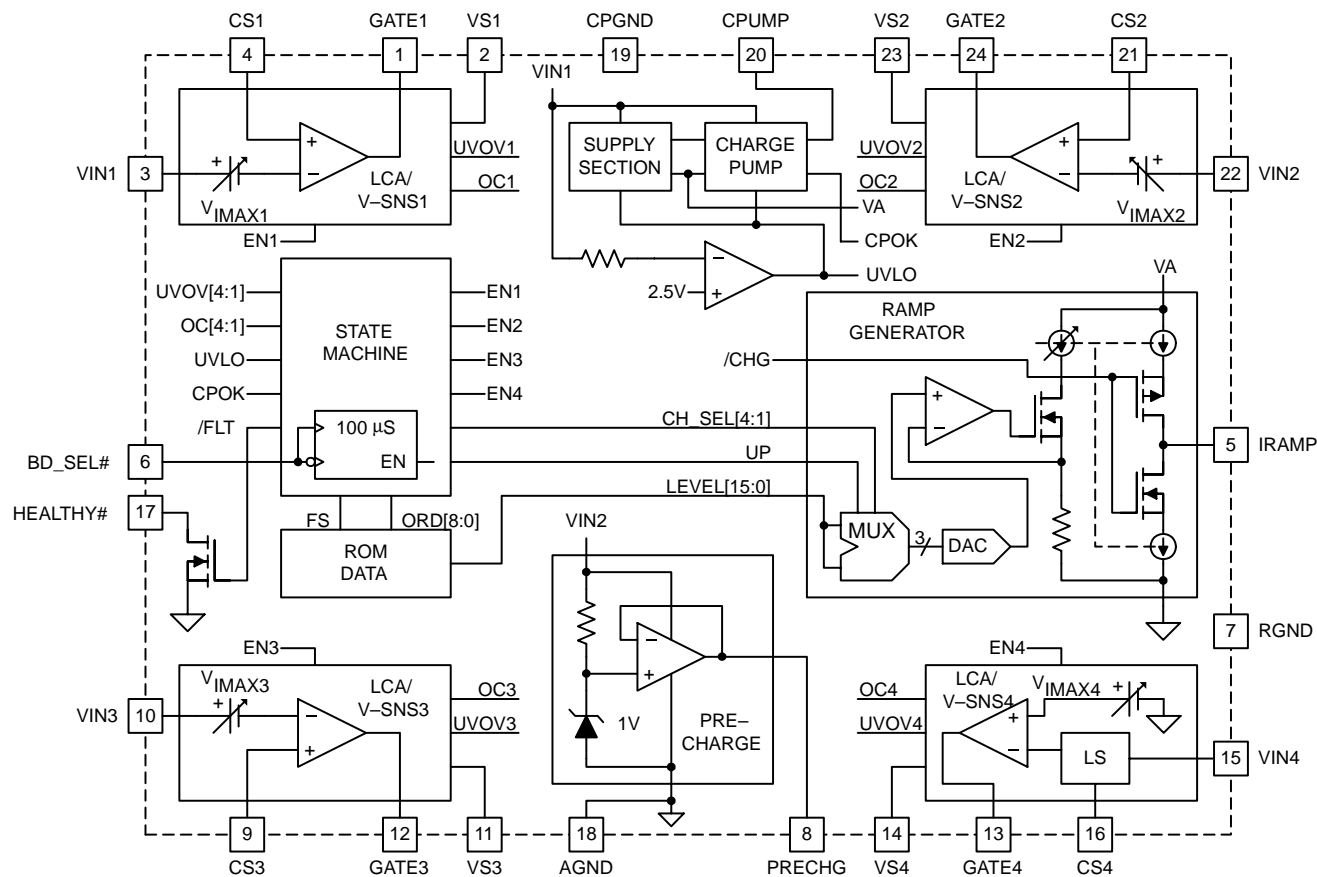 CS1 GATE1 VS1 CPGND CPUMP VS2 GATE2 CS2
4 1 2 19 20 23 24 21
VIN1
+
−
SUPPLY
SECTION
CHARGE
PUMP
UVOV1
UVOV2
+
−
VIN1 3
+
LCA/
V–SNS1
OC1
VIMAX1
EN1
OC2
VA
CPOK
LCA/
V–SNS2
+
VIMAX2
EN2
22 VIN2
−
+
2.5V
UVLO
UVOV[4:1]
OC[4:1]
UVLO
CPOK
/FLT
STATE
MACHINE
EN1
EN2
EN3
EN4
100 µS
EN
BD_SEL# 6
HEALTHY# 17
FS ORD[8:0]
ROM
DATA
CH_SEL[4:1]
UP
LEVEL[15:0]
RAMP
GENERATOR
VA
/CHG
+
−
MUX
3
DAC
5 IRAMP
7 RGND
VIN2
−
+
1V
PRE–
CHARGE
EN3
VIN3 10
+
VIMAX3
−
+
LCA/
V–SNS3
OC3
UVOV3
EN4
OC4
UVOV4
LCA/
V–SNS4
+
−
VIMAX4
+
LS
15 VIN4
9 12 11 18 8 14 13 16
CS3 GATE3 VS3 AGND PRECHG VS4 GATE4 CS4